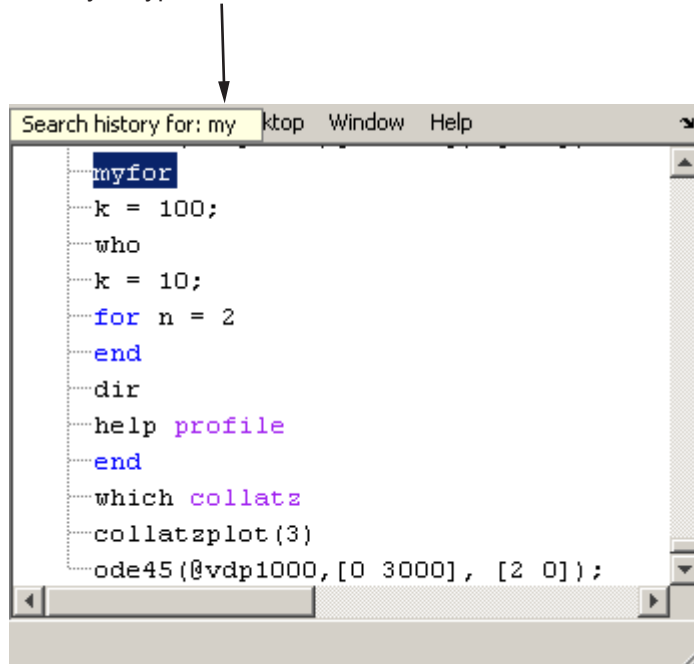 Search history for: my ktop Window Help
myfor
k = 100;
who
k = 10;
for n = 2
end
dir
help profile
end
which collatz
collatzplot(3)
ode45(@vdp1000,[0 3000], [2 0]);